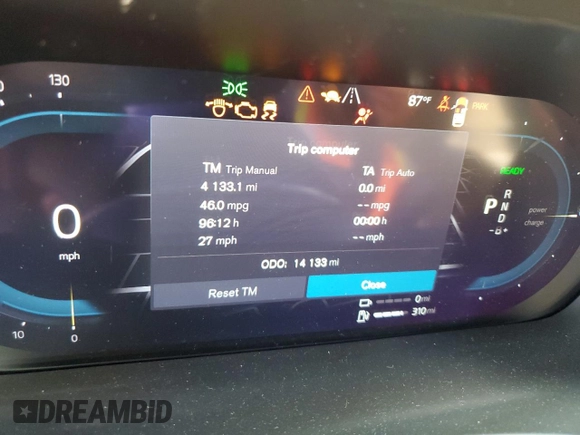 130
87°F PARK
Trip computer
TM Trip Manual TA Trip Auto
4 133.1 mi 0.0 mi
46.0 mpg -- mpg
96:12 h 00:00 h
27 mph -- mph
ODO: 14 133 mi
Reset TM Close
READY
P R
N
D
-B+
power
charge
0
mph
0mi
310mi
10 0
DREAMBID